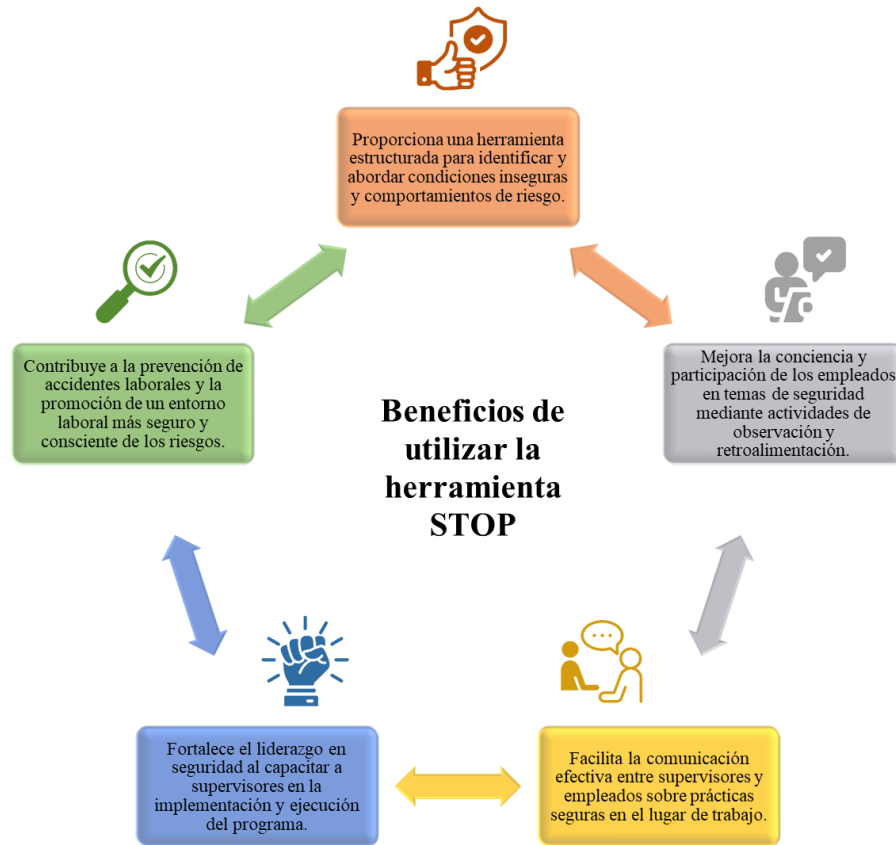 Proporciona una herramienta
estructurada para identificar y
abordar condiciones inseguras
y comportamientos de riesgo.
Contribuye a la prevención de
accidentes laborales y la
promoción de un entorno
laboral más seguro y
consciente de los riesgos.
Mejora la conciencia y
participación de los empleados
en temas de seguridad
mediante actividades de
observación y
retroalimentación.
Beneficios de
utilizar la
herramienta
STOP
Fortalece el liderazgo en
seguridad al capacitar a
supervisores en la
implementación y ejecución
del programa.
Facilita la comunicación
efectiva entre supervisores y
empleados sobre prácticas
seguras en el lugar de trabajo.